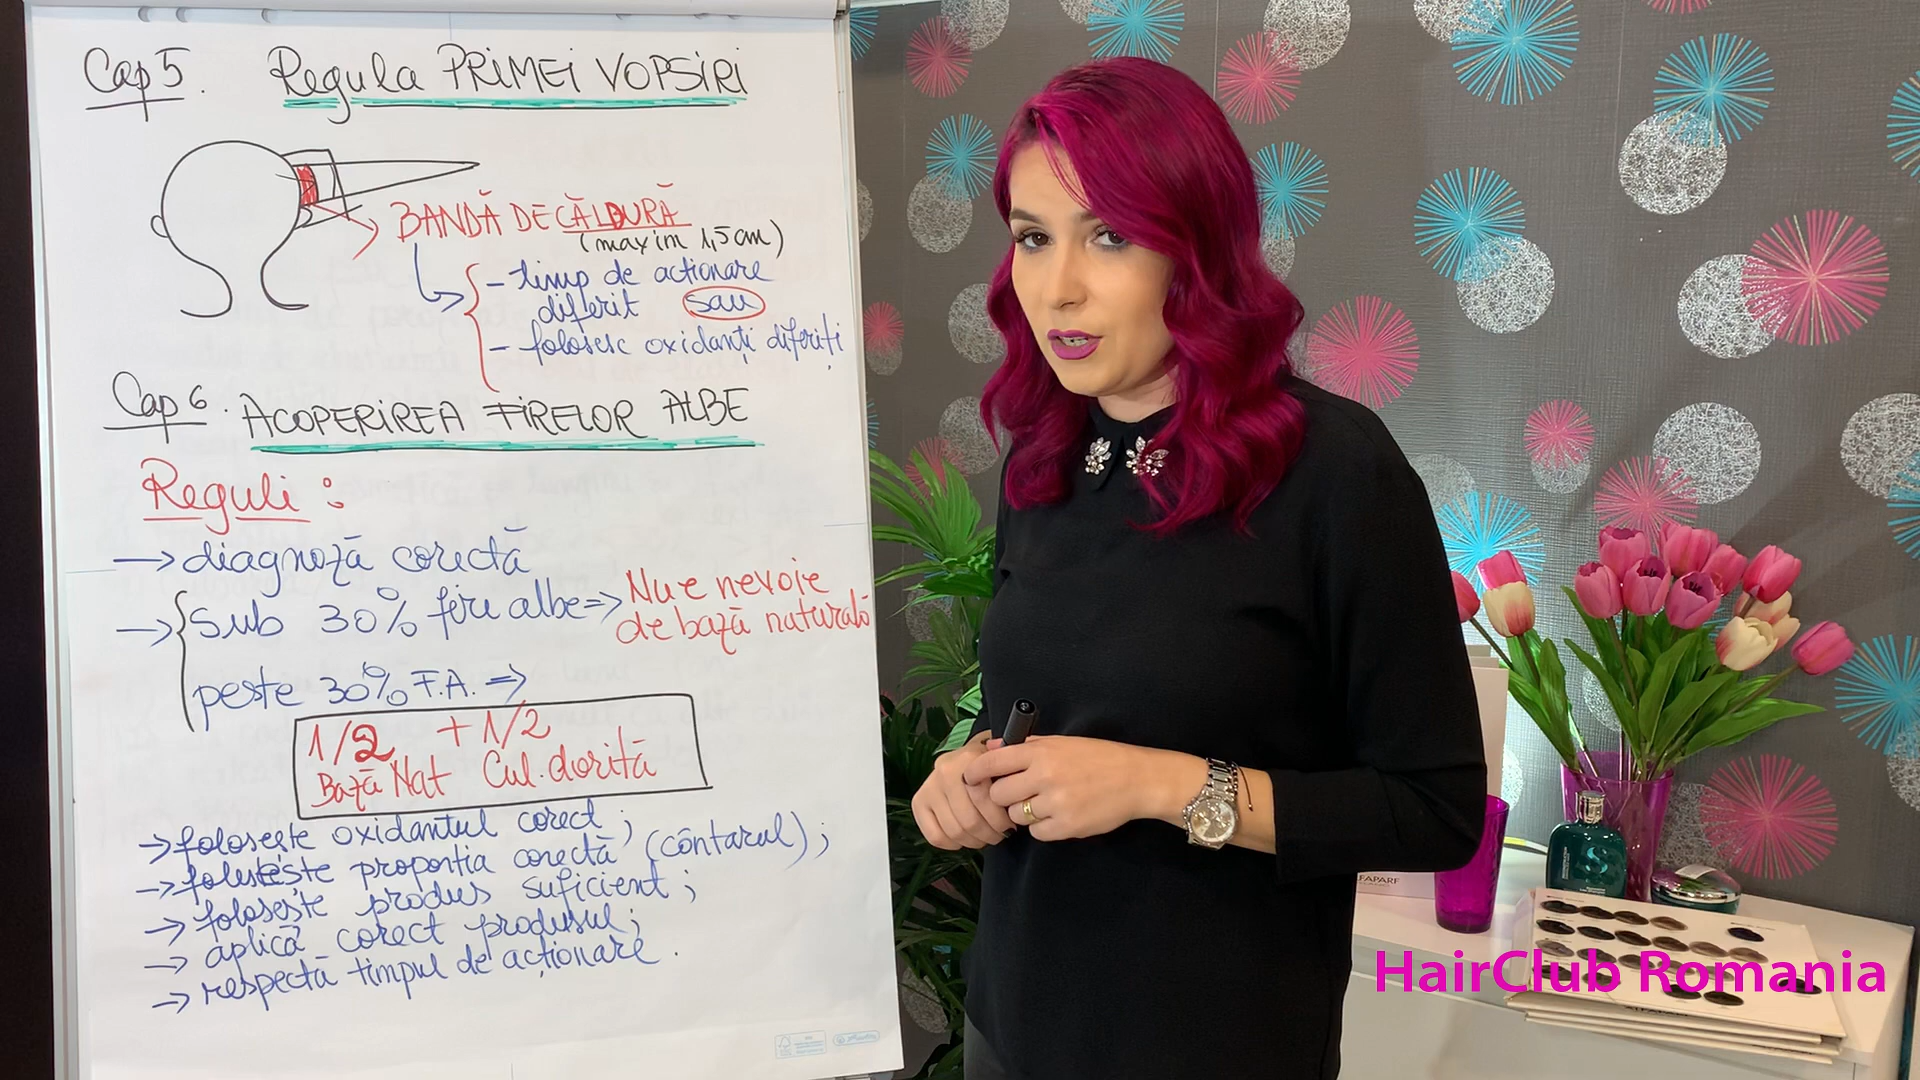 Cap 5. Regula PRIMEI VOPSIRI
BANDĂ DE CĂLDURĂ
(maxim 1,5 cm)
- timp de acționare
diferit sau
- folosesc oxidanți diferiți
Cap 6. ACOPERIREA FIRELOR ALBE
Reguli :
→ diagnoză corectă
→ sub 30% fire albe => Nu e nevoie
de bază naturală
peste 30% F.A. =>
1/2 + 1/2
Bază Nat Cul. dorită
→ folosește oxidantul corect ;
→ folosește proporția corectă (cântarul) ;
→ folosește produs suficient ;
→ aplică corect produsul ;
→ respectă timpul de acționare .
HairClub Romania